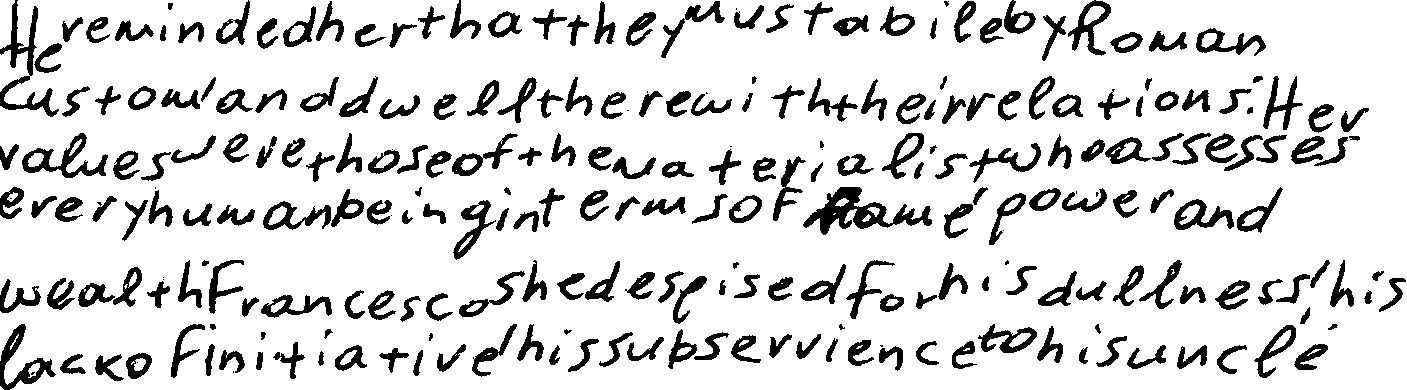 He reminded her that they must abile by Roman
Custom, and dwell there with their relations. Her
values were those of the materialist who assesses
every human being in terms of fame, power and
wealth. Francesco she despised for his dullness, his
lack of initiative, his subservience to his uncle.